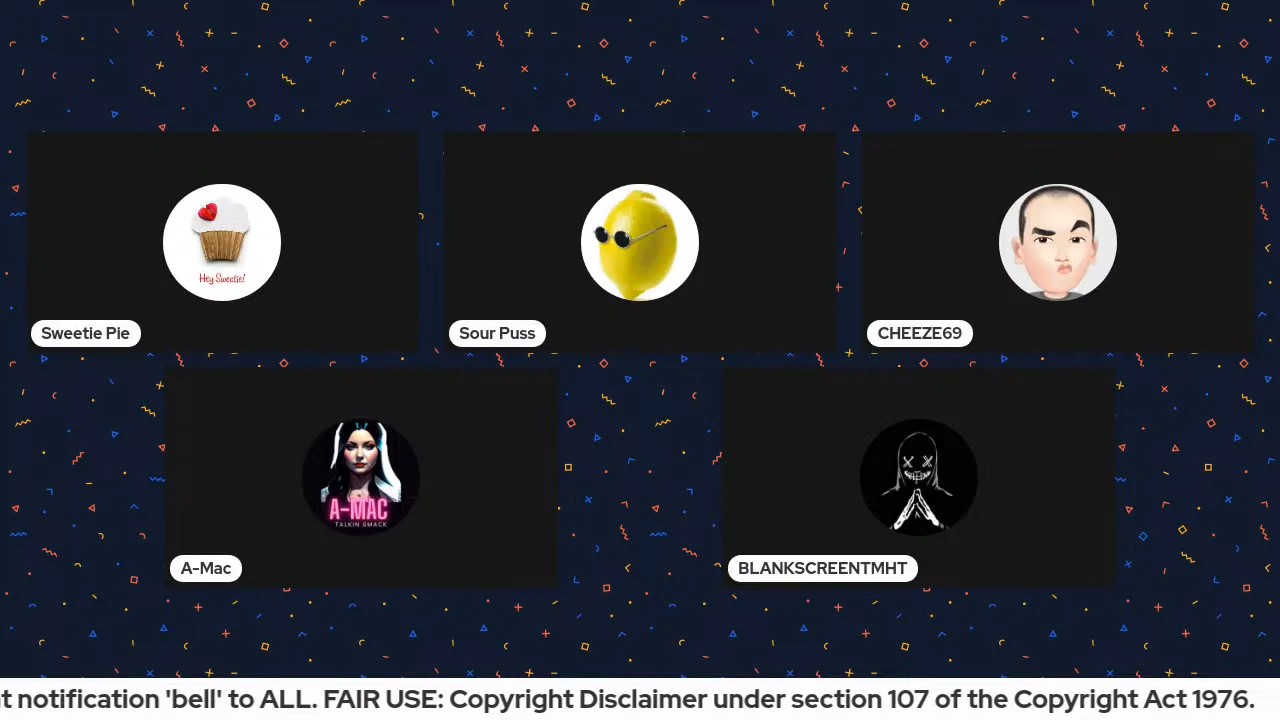 Hey Sweetie!
Sweetie Pie
Sour Puss
CHEEZE69
A-MAC
TALKIN SMACK
A-Mac
BLANKSCREENTMHT
t notification 'bell' to ALL. FAIR USE: Copyright Disclaimer under section 107 of the Copyright Act 1976.